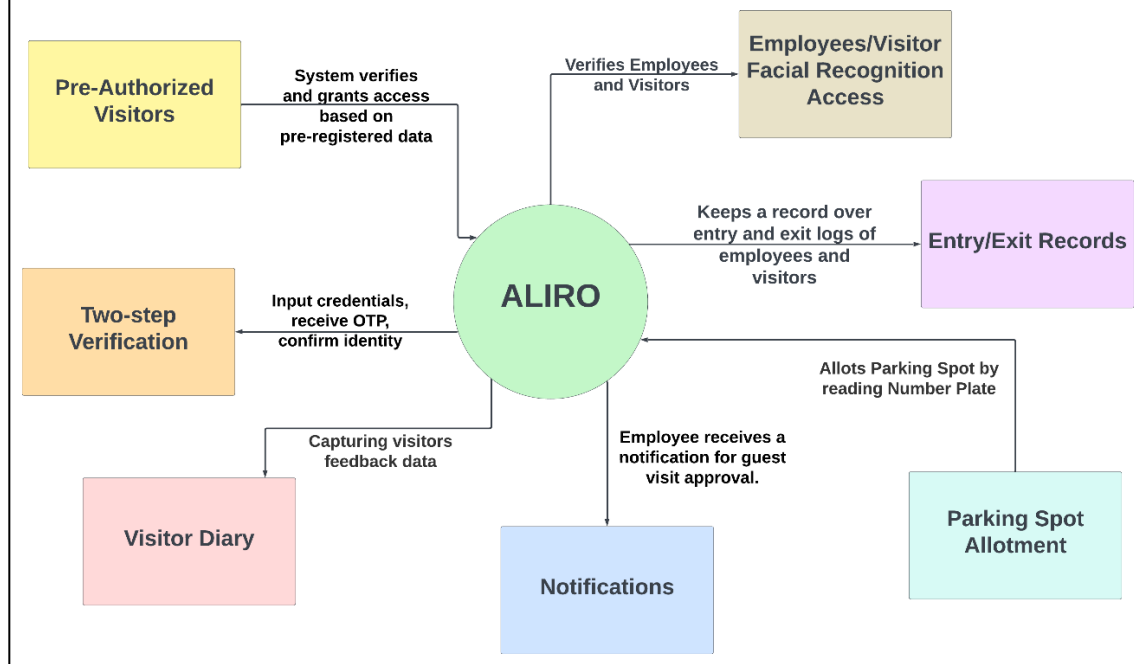 Pre-Authorized
Visitors
System verifies
and grants access
based on
pre-registered data
Verifies Employees
and Visitors
Employees/Visitor
Facial Recognition
Access
Keeps a record over
entry and exit logs of
employees and
visitors
Entry/Exit Records
ALIRO
Two-step
Verification
Input credentials,
receive OTP,
confirm identity
Allots Parking Spot by
reading Number Plate
Capturing visitors
feedback data
Employee receives a
notification for guest
visit approval.
Visitor Diary
Notifications
Parking Spot
Allotment